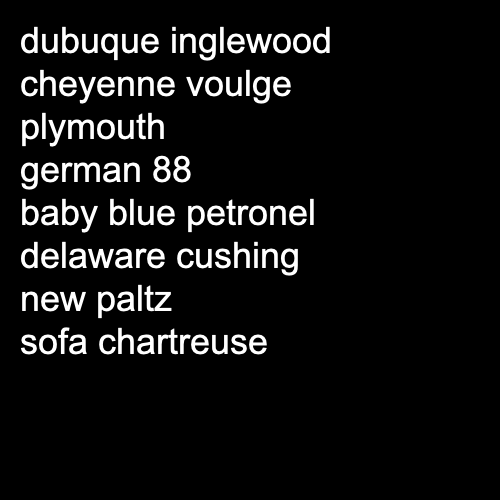 dubuque inglewood
cheyenne voulge
plymouth
german 88
baby blue petronel
delaware cushing
new paltz
sofa chartreuse